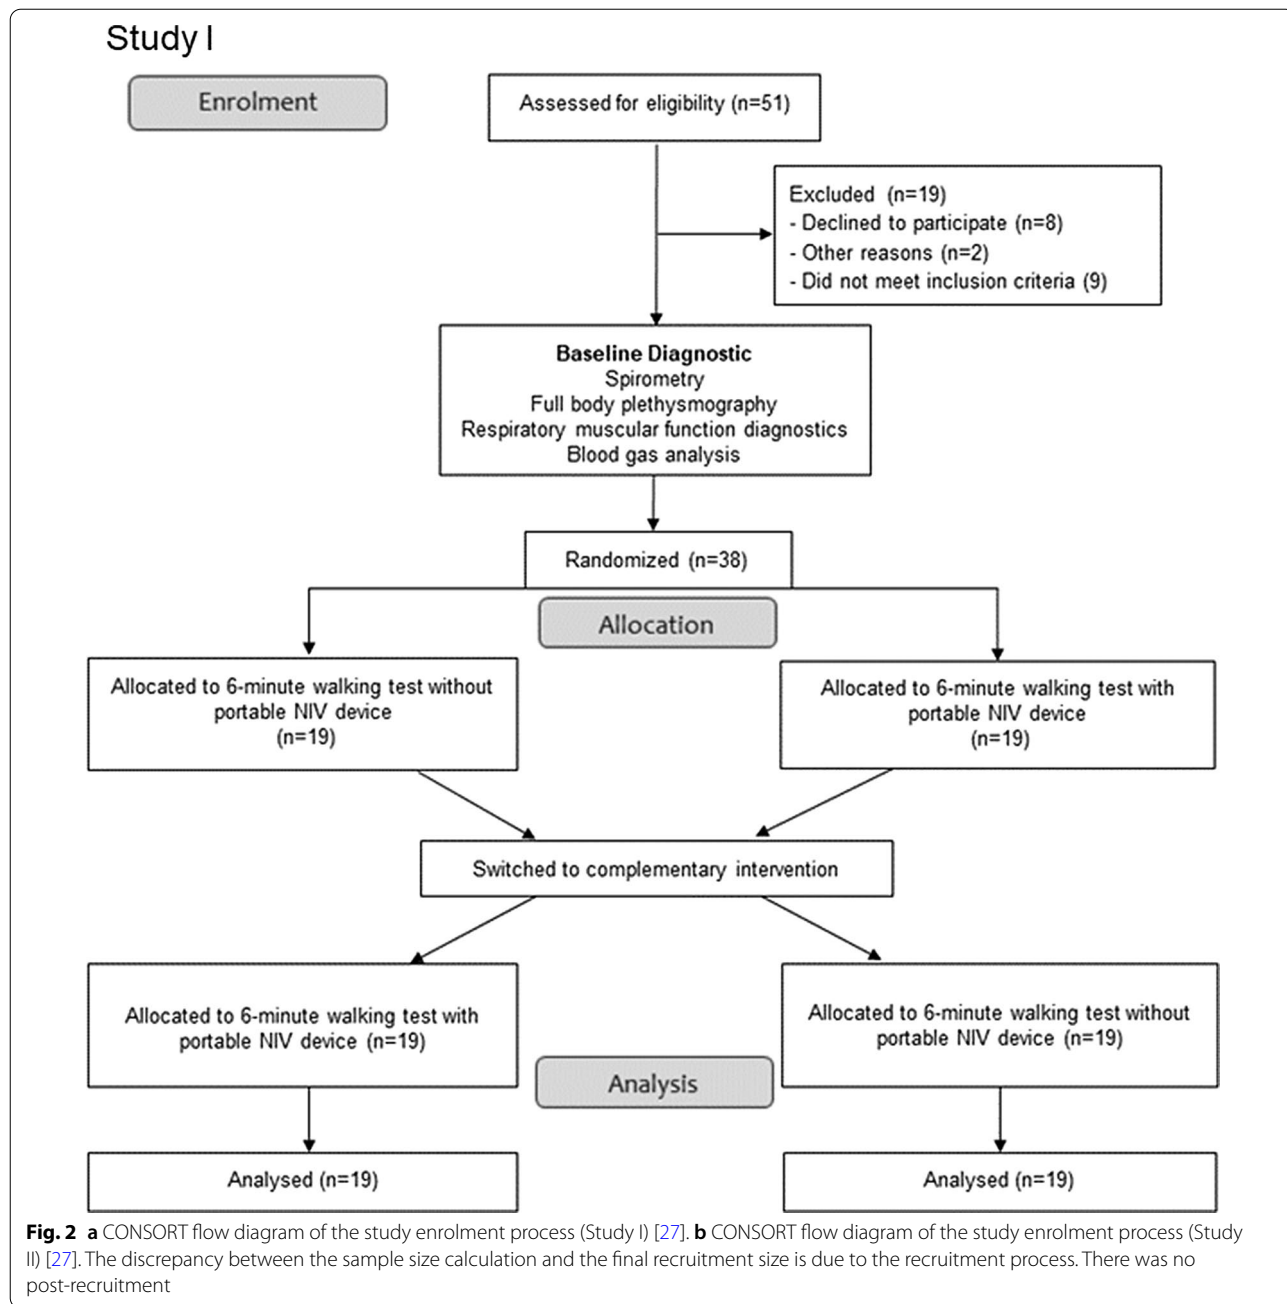 Study I
Enrolment
Assessed for eligibility (n=51)
Excluded (n=19)
- Declined to participate (n=8)
- Other reasons (n=2)
- Did not meet inclusion criteria (9)
Baseline Diagnostic
Spirometry
Full body plethysmography
Respiratory muscular function diagnostics
Blood gas analysis
Randomized (n=38)
Allocation
Allocated to 6-minute walking test without
portable NIV device
(n=19)
Allocated to 6-minute walking test with
portable NIV device
(n=19)
Switched to complementary intervention
Allocated to 6-minute walking test with
portable NIV device (n=19)
Allocated to 6-minute walking test without
portable NIV device (n=19)
Analysis
Analysed (n=19)
Analysed (n=19)
Fig. 2 a CONSORT flow diagram of the study enrolment process (Study I) [27]. b CONSORT flow diagram of the study enrolment process (Study
II) [27]. The discrepancy between the sample size calculation and the final recruitment size is due to the recruitment process. There was no
post-recruitment